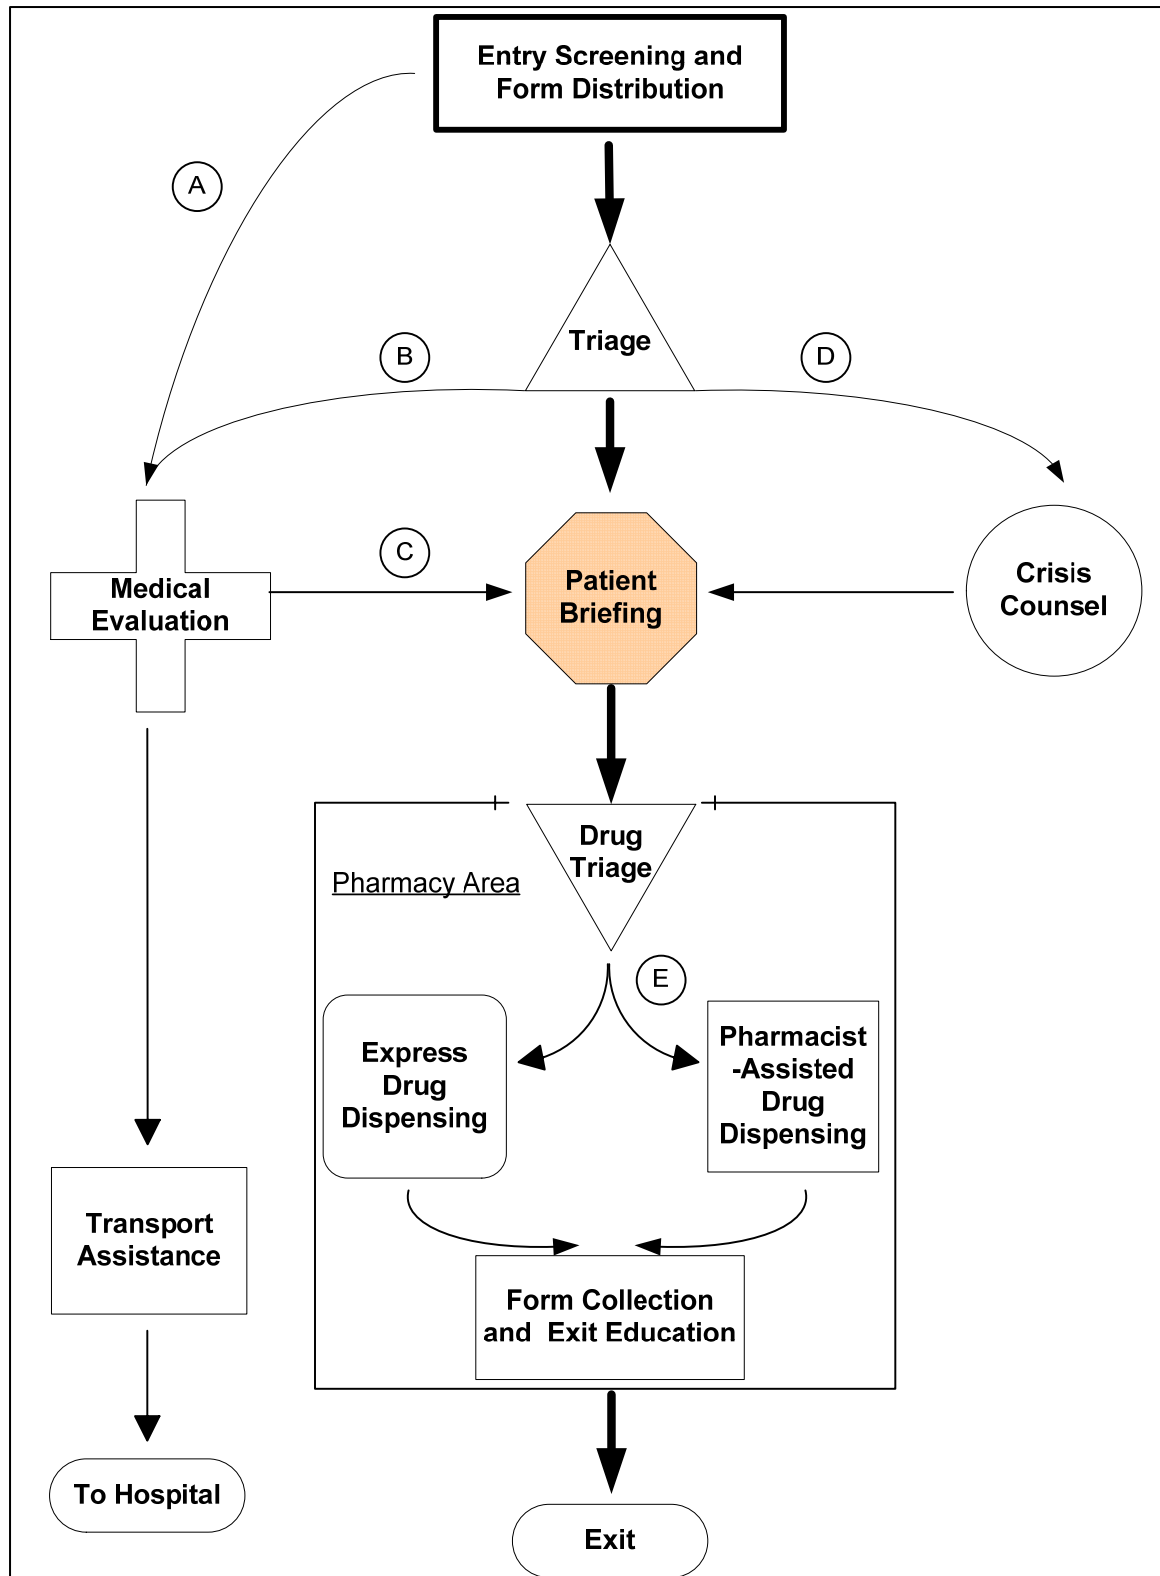 Entry Screening and
Form Distribution
A
Triage
B
D
C
Medical
Evaluation
Patient
Briefing
Crisis
Counsel
Drug
Triage
Pharmacy Area
E
Express
Drug
Dispensing
Pharmacist
-Assisted
Drug
Dispensing
Transport
Assistance
Form Collection
and Exit Education
To Hospital
Exit